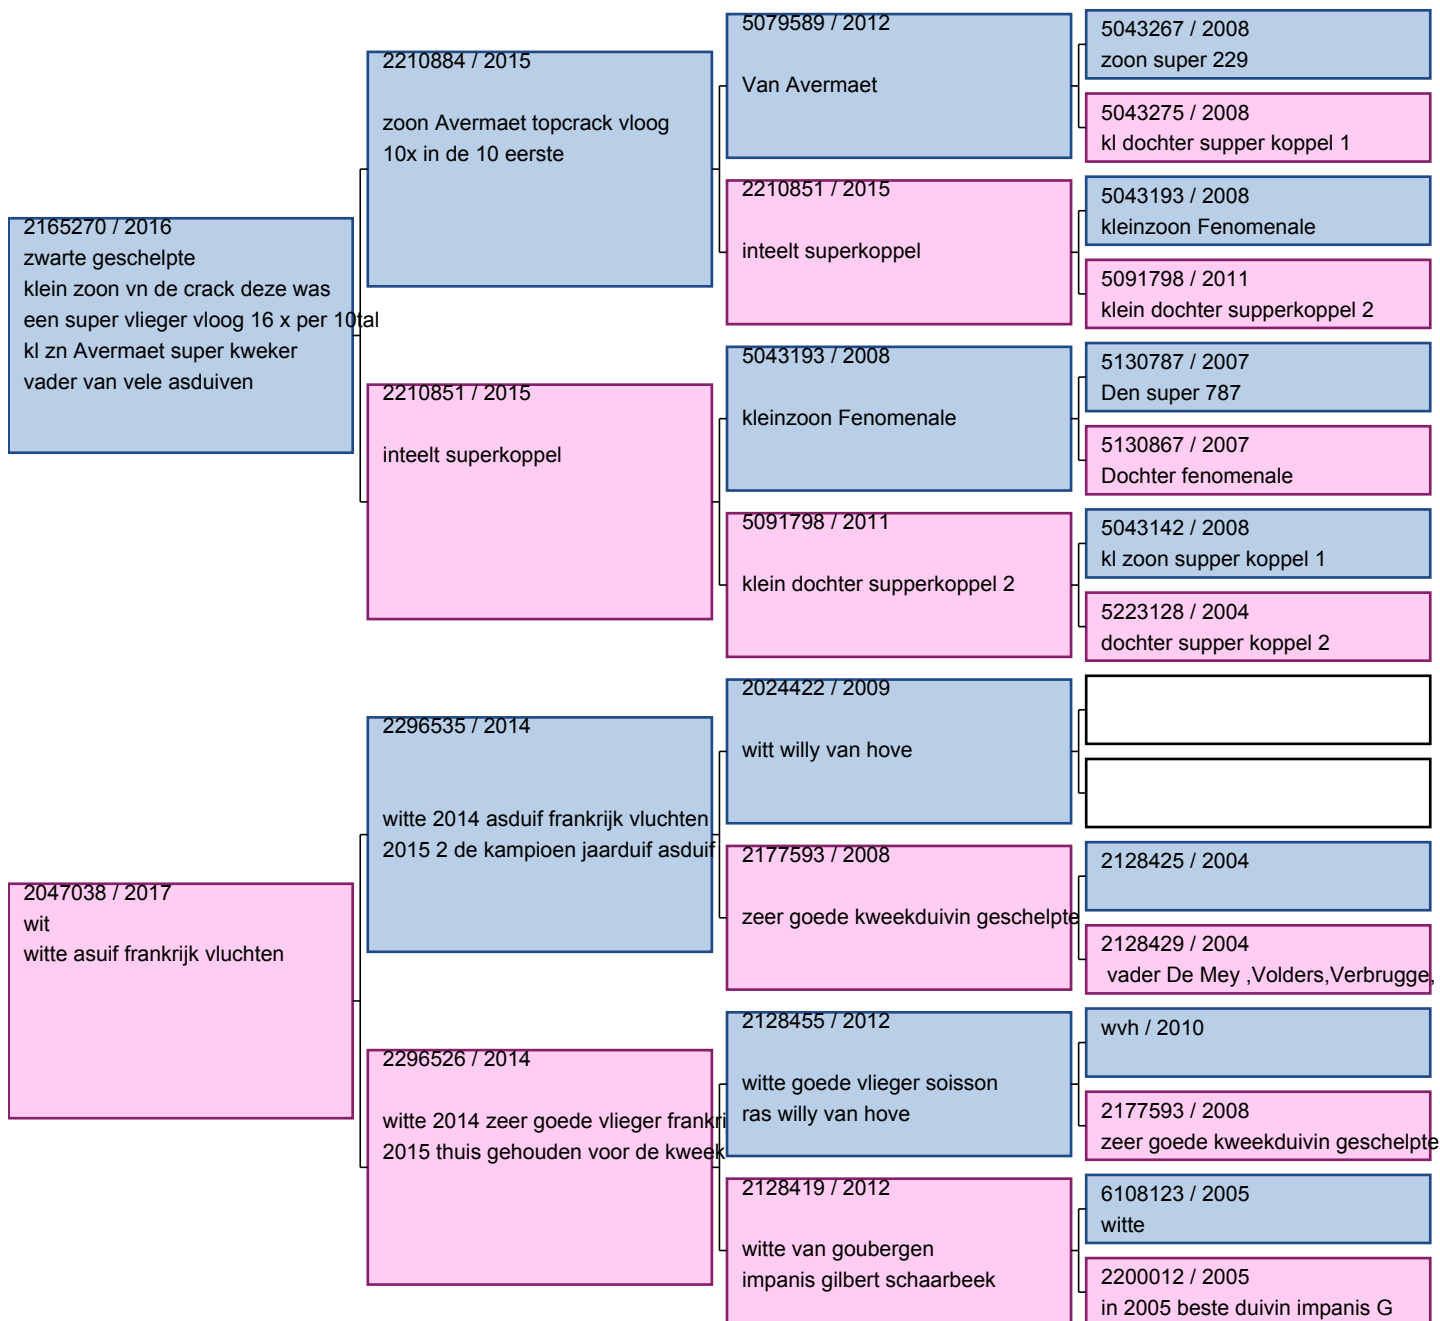 2165270 / 2016
zwarte geschelpte
klein zoon vn de crack deze was
een super vlieger vloog 16 x per 10tal
kl zn Avermaet super kweker
vader van vele asduiven
2047038 / 2017
wit
witte asuif frankrijk vluchten
2210884 / 2015
zoon Avermaet topcrack vloog
10x in de 10 eerste
2210851 / 2015
inteelt superkoppel
2296535 / 2014
witte 2014 asduif frankrijk vluchten
2015 2 de kampioen jaarduif asduif
2296526 / 2014
witte 2014 zeer goede vlieger frankri
2015 thuis gehouden voor de kweek
5079589 / 2012
Van Avermaet
2210851 / 2015
inteelt superkoppel
5043193 / 2008
kleinzoon Fenomenale
5091798 / 2011
klein dochter supperkoppel 2
2024422 / 2009
witt willy van hove
2177593 / 2008
zeer goede kweekduivin geschelpte
2128455 / 2012
witte goede vlieger soisson
ras willy van hove
2128419 / 2012
witte van goubergen
impanis gilbert schaarbeek
5043267 / 2008
zoon super 229
5043275 / 2008
kl dochter supper koppel 1
5043193 / 2008
kleinzoon Fenomenale
5091798 / 2011
klein dochter supperkoppel 2
5130787 / 2007
Den super 787
5130867 / 2007
Dochter fenomenale
5043142 / 2008
kl zoon supper koppel 1
5223128 / 2004
dochter supper koppel 2
2128425 / 2004
2128429 / 2004
vader De Mey ,Volders,Verbrugge,
wvh / 2010
2177593 / 2008
zeer goede kweekduivin geschelpte
6108123 / 2005
witte
2200012 / 2005
in 2005 beste duivin impanis G